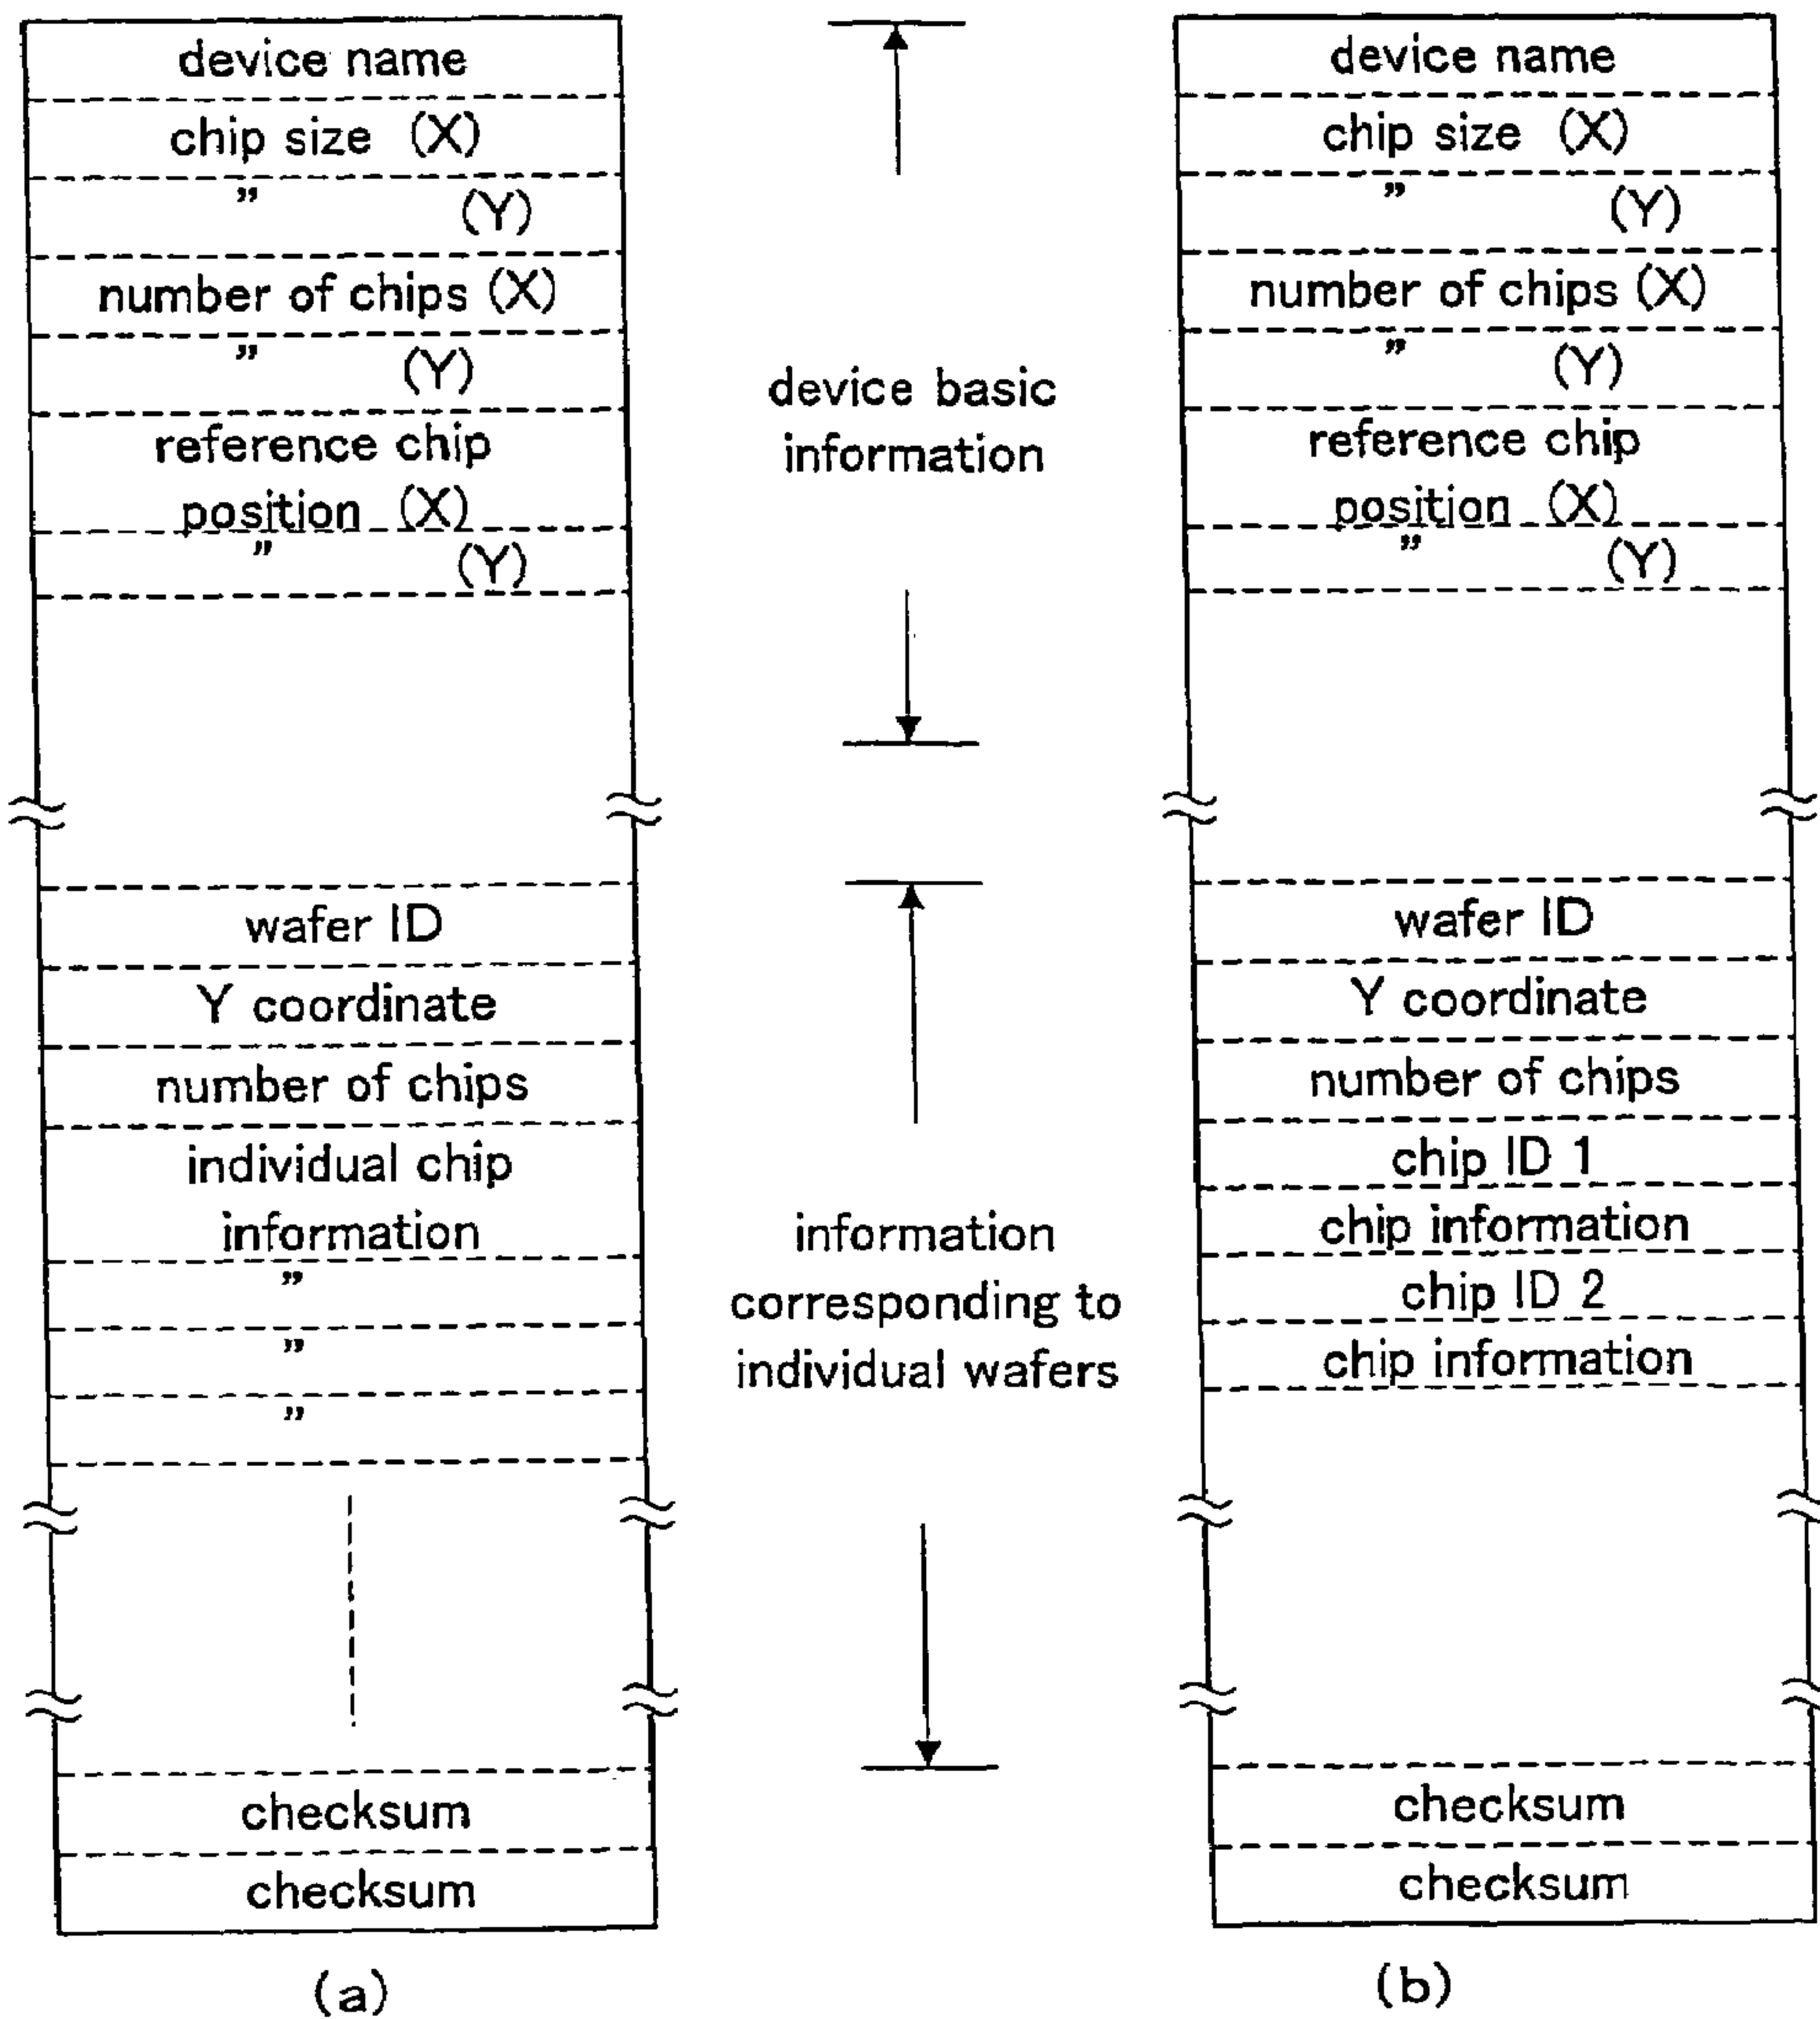 device name
chip size (X)
” (Y)
number of chips (X)
” (Y)
reference chip
position (X)
” (Y)
wafer ID
Y coordinate
number of chips
individual chip
information
”
”
”
checksum
checksum
(a)
device basic
information
information
corresponding to
individual wafers
device name
chip size (X)
” (Y)
number of chips (X)
” (Y)
reference chip
position (X)
” (Y)
wafer ID
Y coordinate
number of chips
chip ID 1
chip information
chip ID 2
chip information
checksum
checksum
(b)